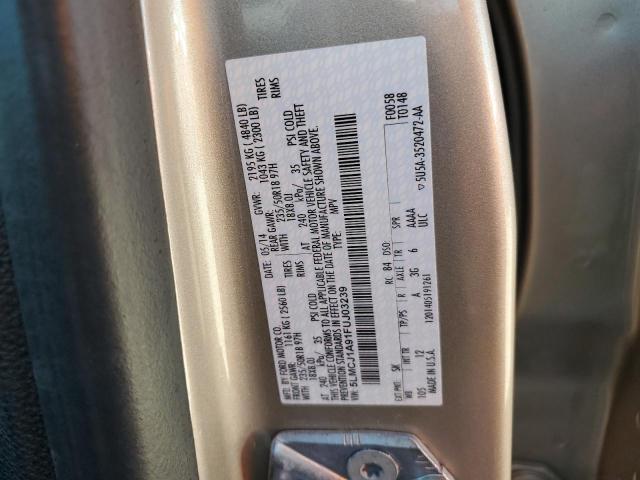 MFD. BY FORD MOTOR CO.
DATE: 05/14 GVWR: 2195 KG ( 4840 LB)
FRONT GAWR: 1161 KG ( 2560 LB) REAR GAWR: 1043 KG ( 2300 LB)
235/50R18 97H TIRES WITH 235/50R18 97H TIRES
18X8.0J RIMS 18X8.0J RIMS
AT 240 kPa/ 35 PSI COLD AT 240 kPa/ 35 PSI COLD
THIS VEHICLE CONFORMS TO ALL APPLICABLE FEDERAL MOTOR VEHICLE SAFETY AND THEFT
PREVENTION STANDARDS IN EFFECT ON THE DATE OF MANUFACTURE SHOWN ABOVE.
VIN: 5LMCJ1A91FUJ03239 TYPE: MPV
F0058
T0148
EXT PNT: SK RC: 84 DSO:
WB INT TR TP/PS R AXLE TR SPR
105 12 A 3G 6 AAAA
MADE IN U.S.A. 1201405191261 ULC
5U5A-3520472-AA